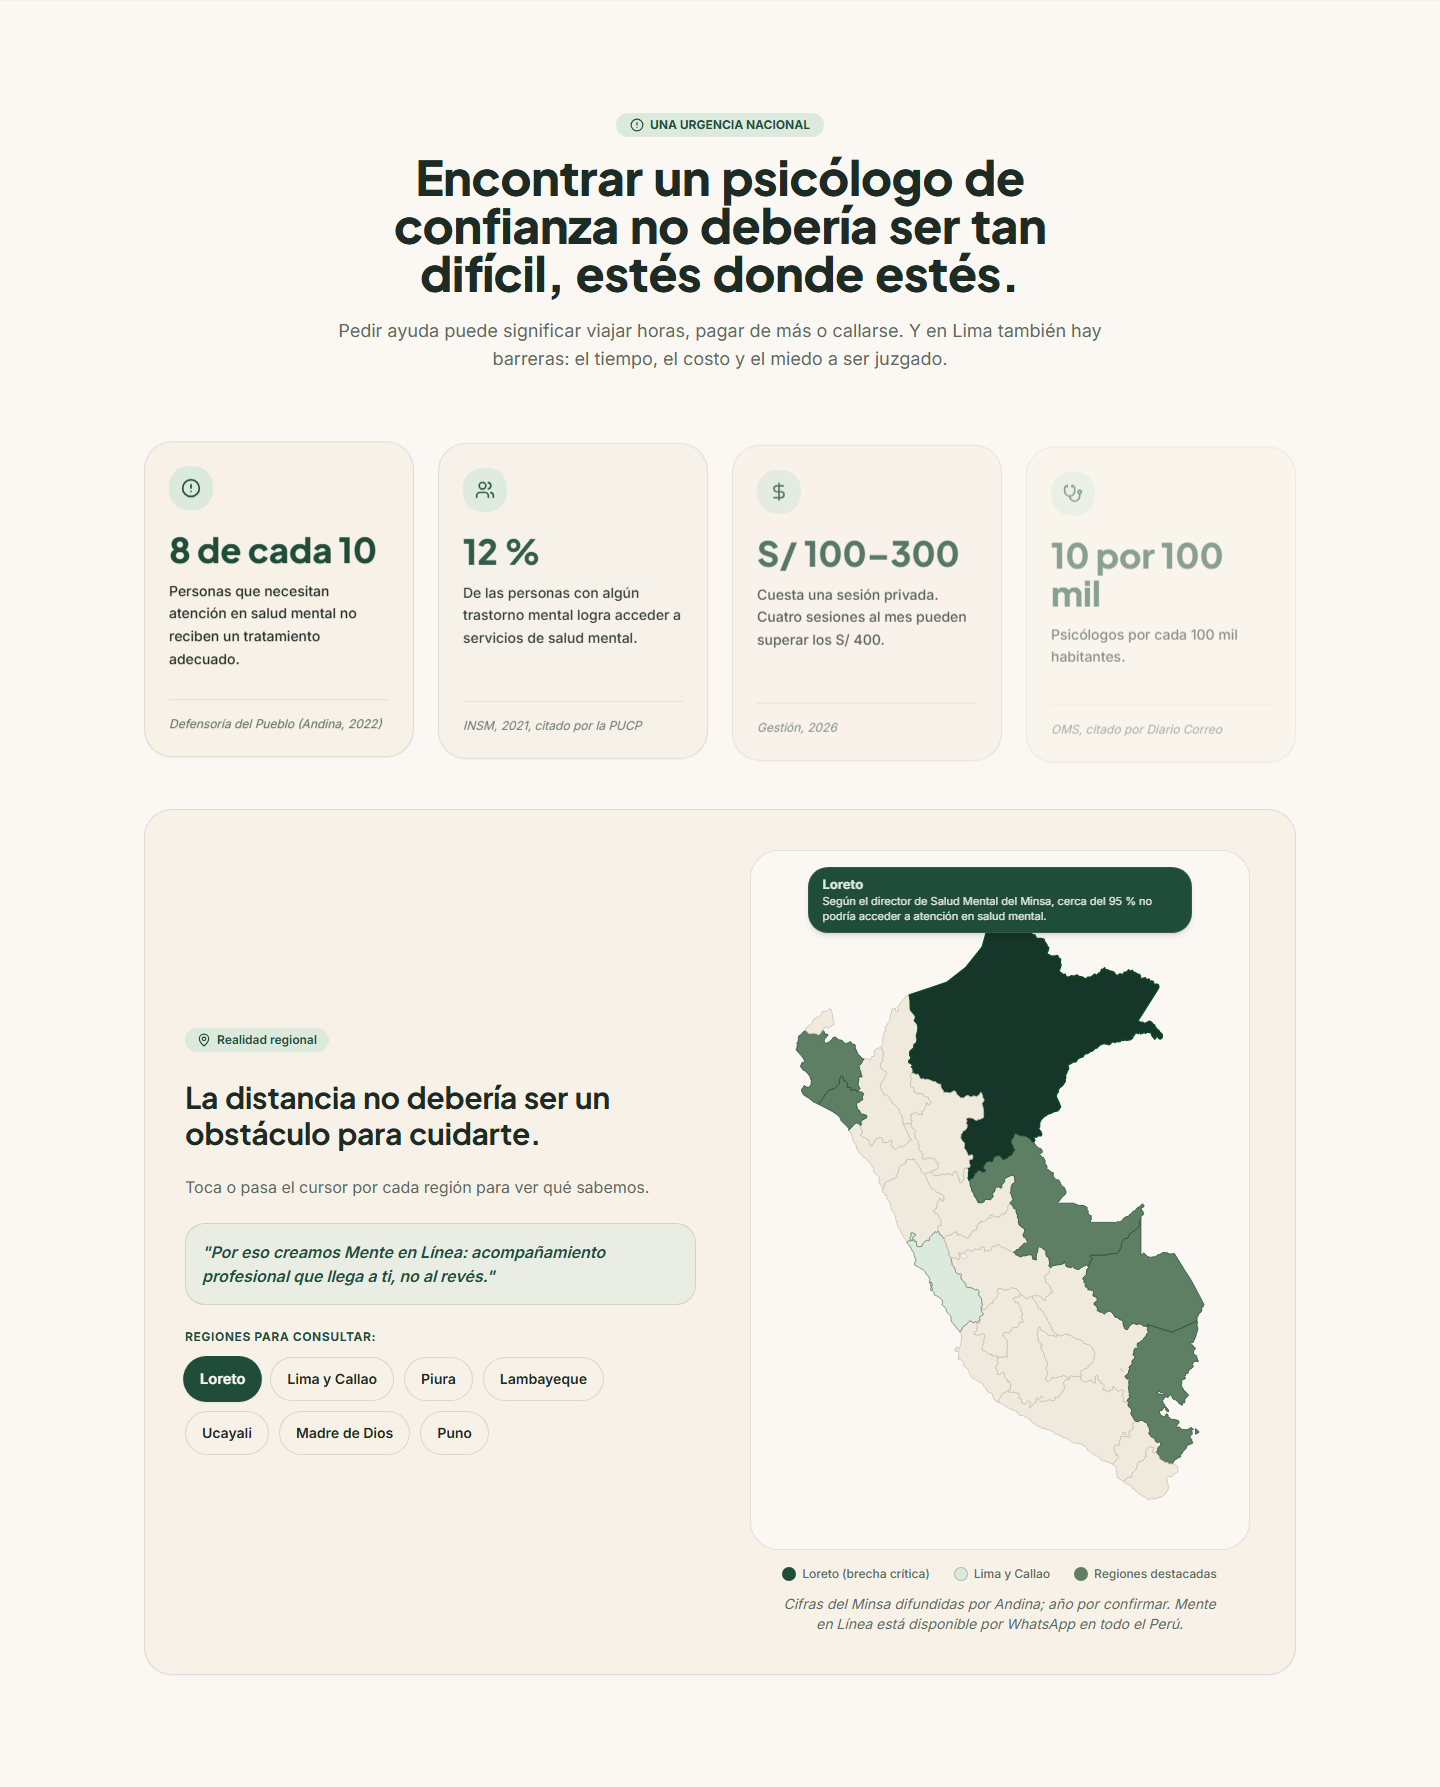 UNA URGENCIA NACIONAL
Encontrar un psicólogo de
confianza no debería ser tan
difícil, estés donde estés.
Pedir ayuda puede significar viajar horas, pagar de más o callarse. Y en Lima también hay
barreras: el tiempo, el costo y el miedo a ser juzgado.
8 de cada 10
Personas que necesitan
atención en salud mental no
reciben un tratamiento
adecuado.
Defensoría del Pueblo (Andina, 2022)
12 %
De las personas con algún
trastorno mental logra acceder a
servicios de salud mental.
INSM, 2021, citado por la PUCP
S/ 100–300
Cuesta una sesión privada.
Cuatro sesiones al mes pueden
superar los S/ 400.
Gestión, 2026
10 por 100
mil
Psicólogos por cada 100 mil
habitantes.
OMS, citado por Diario Correo
Realidad regional
La distancia no debería ser un
obstáculo para cuidarte.
Toca o pasa el cursor por cada región para ver qué sabemos.
"Por eso creamos Mente en Línea: acompañamiento
profesional que llega a ti, no al revés."
REGIONES PARA CONSULTAR:
Loreto
Lima y Callao
Piura
Lambayeque
Ucayali
Madre de Dios
Puno
Loreto
Según el director de Salud Mental del Minsa, cerca del 95 % no
podría acceder a atención en salud mental.
Loreto (brecha crítica)
Lima y Callao
Regiones destacadas
Cifras del Minsa difundidas por Andina; año por confirmar. Mente
en Línea está disponible por WhatsApp en todo el Perú.